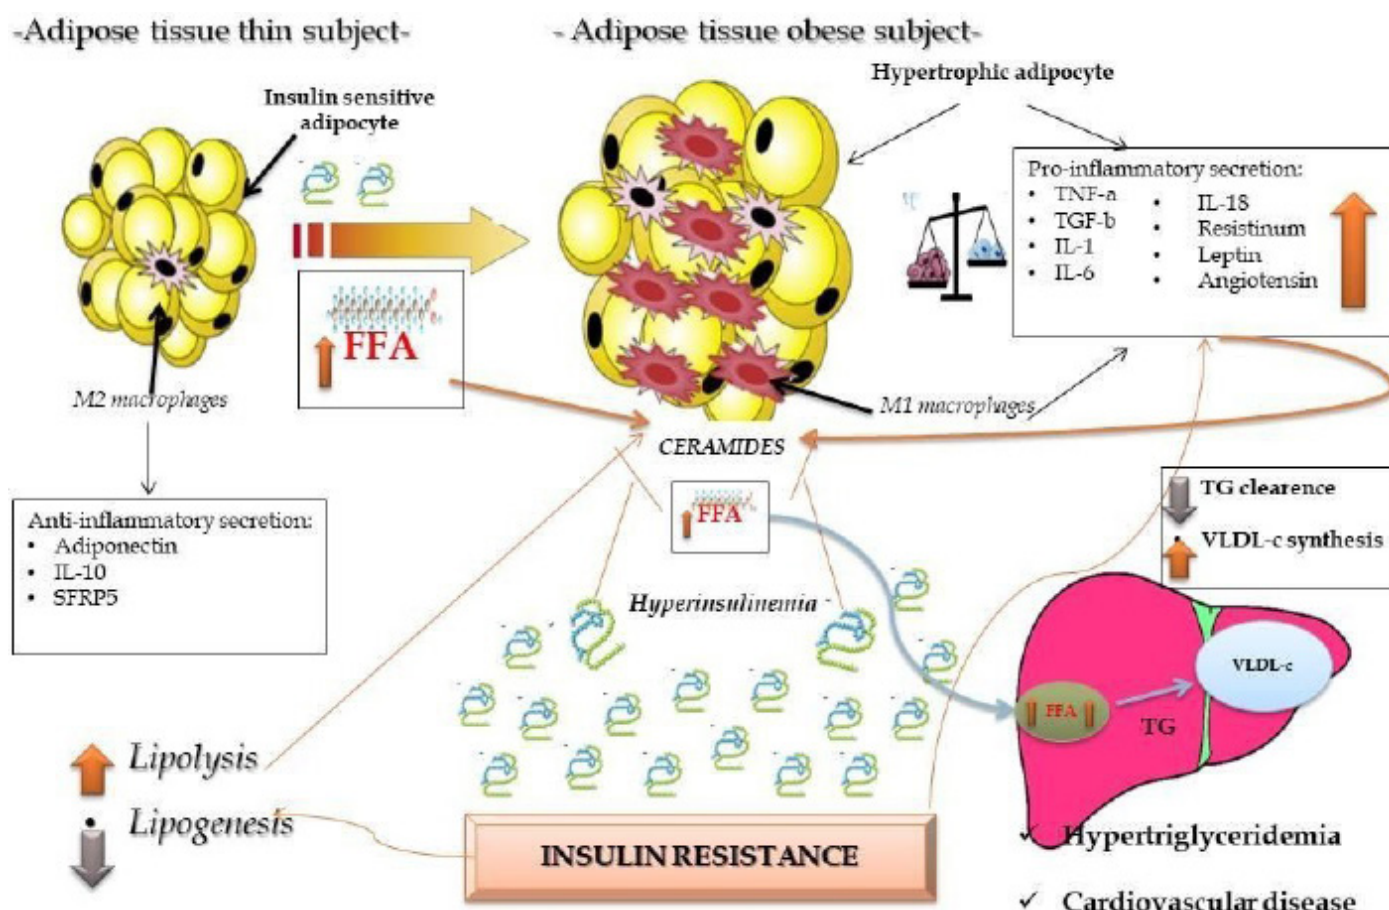 -Adipose tissue thin subject-
- Adipose tissue obese subject-
Insulin sensitive
adipocyte
Hypertrophic adipocyte
Pro-inflammatory secretion:
• TNF-a
• TGF-b
• IL-1
• IL-6
• IL-18
• Resistinum
• Leptin
• Angiotensin
FFA
M2 macrophages
M1 macrophages
CERAMIDES
FFA
TG clearence
• VLDL-c synthesis
Anti-inflammatory secretion:
• Adiponectin
• IL-10
• SFRP5
Hyperinsulinemia
VLDL-c
FFA
TG
Lipolysis
• Lipogenesis
INSULIN RESISTANCE
✓ Hypertriglyceridemia
✓ Cardiovascular disease